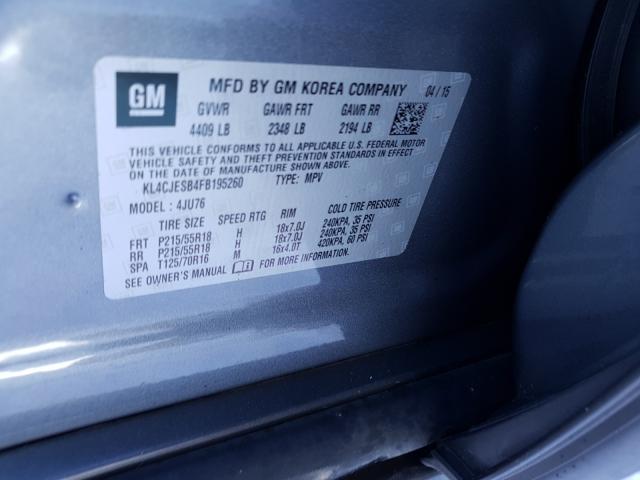 GM
MFD BY GM KOREA COMPANY 04/15
GVWR GAWR FRT GAWR RR
4409 LB 2348 LB 2194 LB
THIS VEHICLE CONFORMS TO ALL APPLICABLE U.S. FEDERAL MOTOR
VEHICLE SAFETY AND THEFT PREVENTION STANDARDS IN EFFECT
ON THE DATE OF MANUFACTURE SHOWN ABOVE.
KL4CJESB4FB195260 TYPE: MPV
MODEL: 4JU76
TIRE SIZE SPEED RTG RIM COLD TIRE PRESSURE
FRT P215/55R18 H 18x7.0J 240KPA, 35 PSI
RR P215/55R18 H 18x7.0J 240KPA, 35 PSI
SPA T125/70R16 M 16x4.0T 420KPA, 60 PSI
SEE OWNER'S MANUAL FOR MORE INFORMATION.